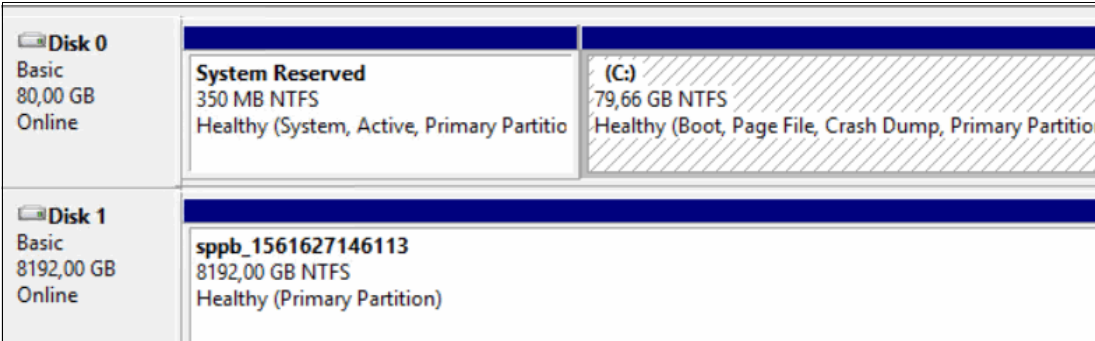 Disk 0
Basic
80,00 GB
Online
System Reserved
350 MB NTFS
Healthy (System, Active, Primary Partitio
(C:)
79,66 GB NTFS
Healthy (Boot, Page File, Crash Dump, Primary Partitio
Disk 1
Basic
8192,00 GB
Online
sppb_1561627146113
8192,00 GB NTFS
Healthy (Primary Partition)